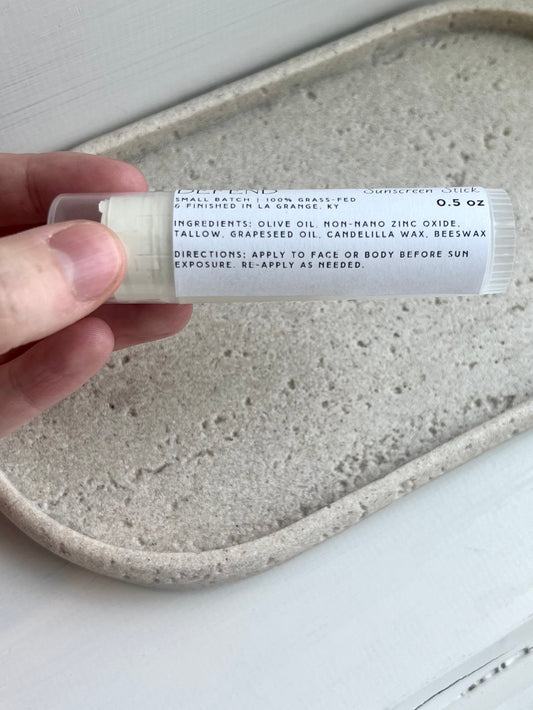 DEFEND Sunscreen Stick
SMALL BATCH | 100% GRASS-FED 0.5 oz
& FINISHED IN LA GRANGE, KY
INGREDIENTS: OLIVE OIL, NON-NANO ZINC OXIDE,
TALLOW, GRAPESEED OIL, CANDELILLA WAX, BEESWAX
DIRECTIONS: APPLY TO FACE OR BODY BEFORE SUN
EXPOSURE. RE-APPLY AS NEEDED.